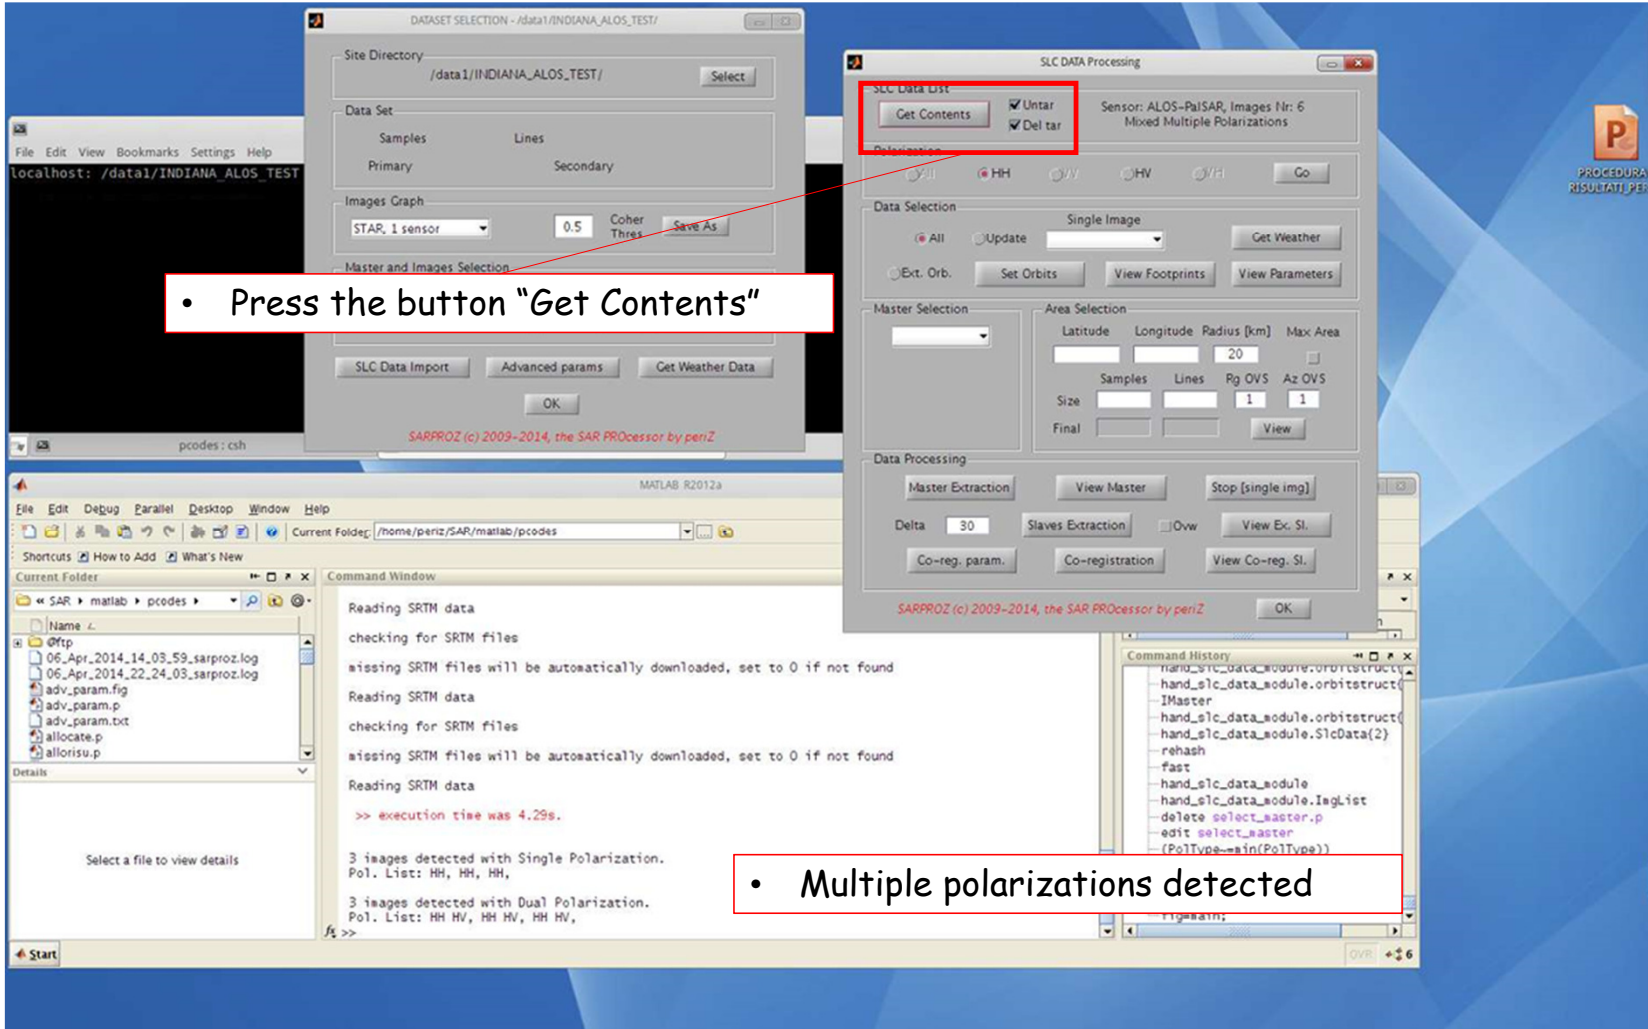 DATASET SELECTION - /data1/INDIANA_ALOS_TEST/
Site Directory
/data1/INDIANA_ALOS_TEST/
Select
Data Set
Samples Lines
Primary Secondary
Images Graph
STAR, 1 sensor 0.5 Coher Thres Save As
Master and Images Selection
SLC Data Import Advanced params Get Weather Data
OK
SARPROZ (c) 2009-2014, the SAR PROcessor by periZ
File Edit View Bookmarks Settings Help
localhost: /data1/INDIANA_ALOS_TEST
pcodes : csh
• Press the button “Get Contents”
SLC DATA Processing
SLC Data List
Get Contents
Untar
Del tar
Sensor: ALOS-PalSAR, Images Nr: 6
Mixed Multiple Polarizations
Polarization
All HH VV HV VH Go
Data Selection
Single Image
All Update Get Weather
Ext. Orb. Set Orbits View Footprints View Parameters
Master Selection
Area Selection
Latitude Longitude Radius [km] Max Area
20
Samples Lines Rg OVS Az OVS
Size 1 1
Final View
Data Processing
Master Extraction View Master Stop [single img]
Delta 30 Slaves Extraction Ovw View Ex. Sl.
Co-reg. param. Co-registration View Co-reg. Sl.
SARPROZ (c) 2009-2014, the SAR PROcessor by periZ OK
PROCEDURA
MATLAB R2012a
File Edit Debug Parallel Desktop Window Help
Current Folder: /home/periz/SAR/matlab/pcodes
Shortcuts How to Add What's New
Current Folder
« SAR matlab pcodes
Name
@ftp
06_Apr_2014_14_03_59_sarproz.log
06_Apr_2014_22_24_03_sarproz.log
adv_param.fig
adv_param.p
adv_param.txt
allocate.p
allorisu.p
Details
Select a file to view details
Command Window
Reading SRTM data
checking for SRTM files
missing SRTM files will be automatically downloaded, set to 0 if not found
Reading SRTM data
checking for SRTM files
missing SRTM files will be automatically downloaded, set to 0 if not found
Reading SRTM data
>> execution time was 4.29s.
3 images detected with Single Polarization.
Pol. List: HH, HH, HH,
3 images detected with Dual Polarization.
Pol. List: HH HV, HH HV, HH HV,
fx >>
Command History
hand_slc_data_module.orbitstruct{
hand_slc_data_module.orbitstruct{
IMaster
hand_slc_data_module.orbitstruct{
hand_slc_data_module.SlcData{2}
rehash
fast
hand_slc_data_module
hand_slc_data_module.ImgList
delete select_master.p
edit select_master
(PolType~=min(PolType))
fig=main;
• Multiple polarizations detected
Start
OVR
6